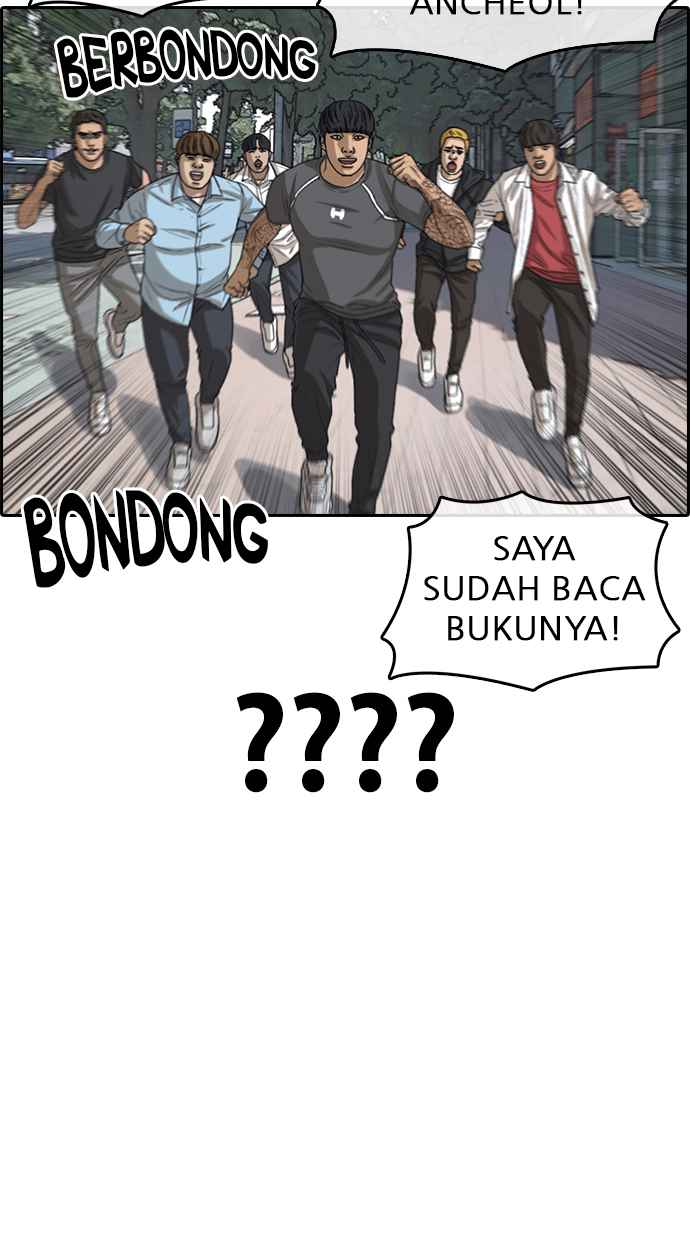 ANCHEOL!
BERBONDONG
BONDONG
SAYA
SUDAH BACA
BUKUNYA!
????